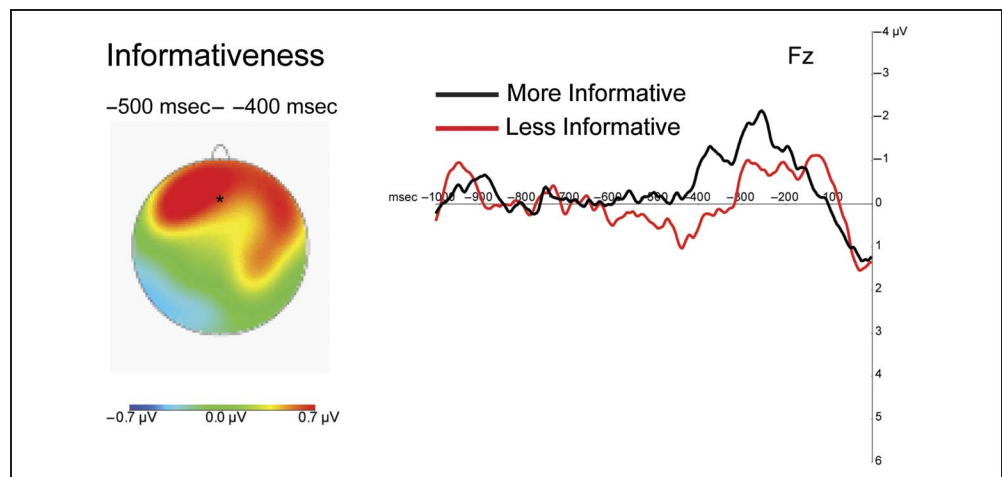 Informativeness
–500 msec– –400 msec
–0.7 µV 0.0 µV 0.7 µV
More Informative
Less Informative
Fz
–4 µV
–3
–2
–1
msec –1000 –900 –800 –700 –600 –500 –400 –300 –200 –100 0
1
2
3
4
5
6